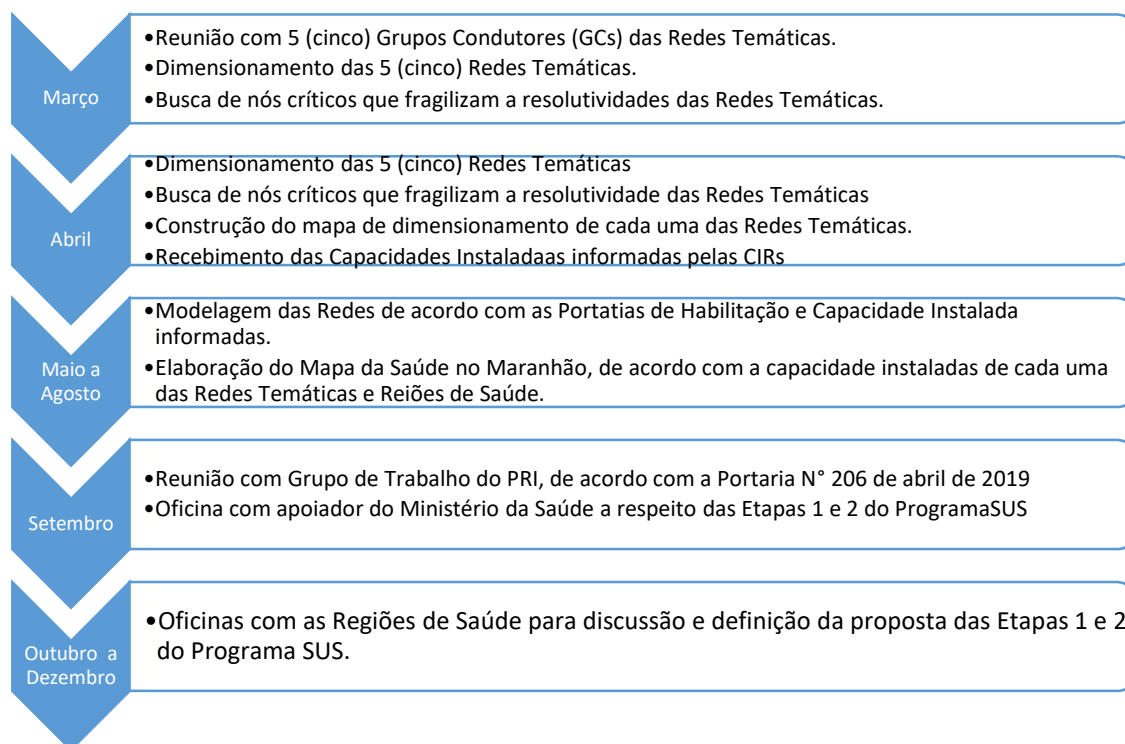 Março
•Reunião com 5 (cinco) Grupos Condutores (GCs) das Redes Temáticas.
•Dimensionamento das 5 (cinco) Redes Temáticas.
•Busca de nós críticos que fragilizam a resolutividades das Redes Temáticas.
Abril
•Dimensionamento das 5 (cinco) Redes Temáticas
•Busca de nós críticos que fragilizam a resolutividade das Redes Temáticas
•Construção do mapa de dimensionamento de cada uma das Redes Temáticas.
•Recebimento das Capacidades Instaladaas informadas pelas CIRs
Maio a
Agosto
•Modelagem das Redes de acordo com as Portatias de Habilitação e Capacidade Instalada
informadas.
•Elaboração do Mapa da Saúde no Maranhão, de acordo com a capacidade instaladas de cada uma
das Redes Temáticas e Reiões de Saúde.
Setembro
•Reunião com Grupo de Trabalho do PRI, de acordo com a Portaria N° 206 de abril de 2019
•Oficina com apoiador do Ministério da Saúde a respeito das Etapas 1 e 2 do ProgramaSUS
Outubro a
Dezembro
•Oficinas com as Regiões de Saúde para discussão e definição da proposta das Etapas 1 e 2
do Programa SUS.